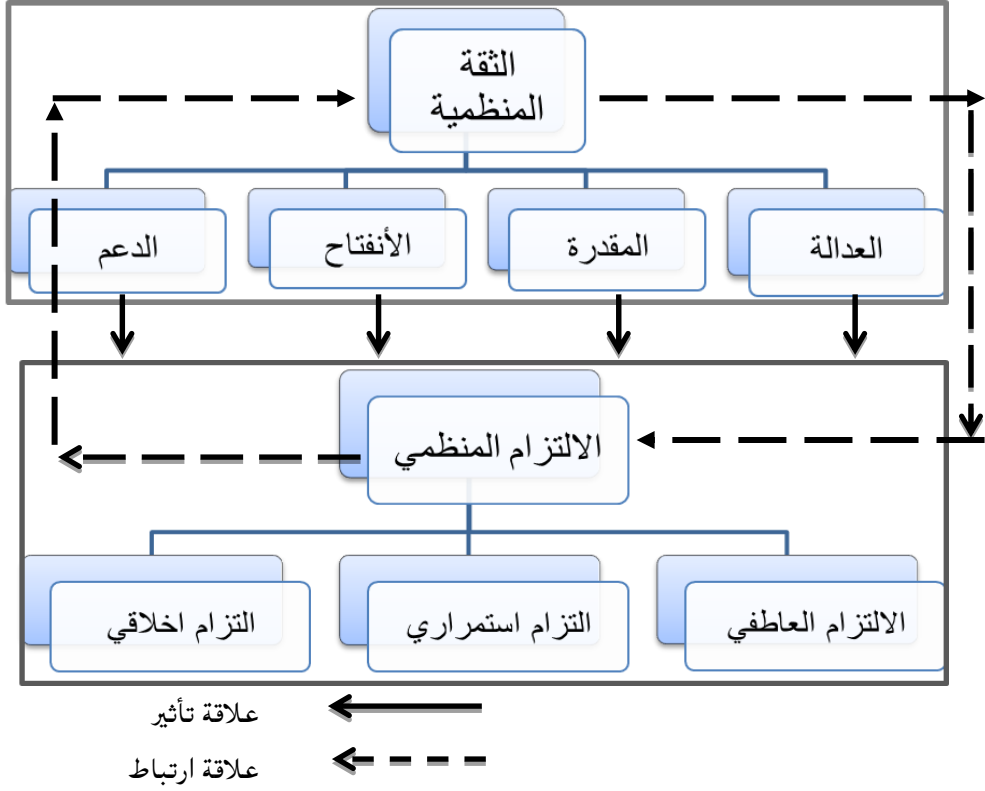 الثقة
المنظمية
العدالة
المقدرة
الأنفتاح
الدعم
الالتزام المنظمي
الالتزام العاطفي
التزام استمراري
التزام اخلاقي
علاقة تأثير
علاقة ارتباط